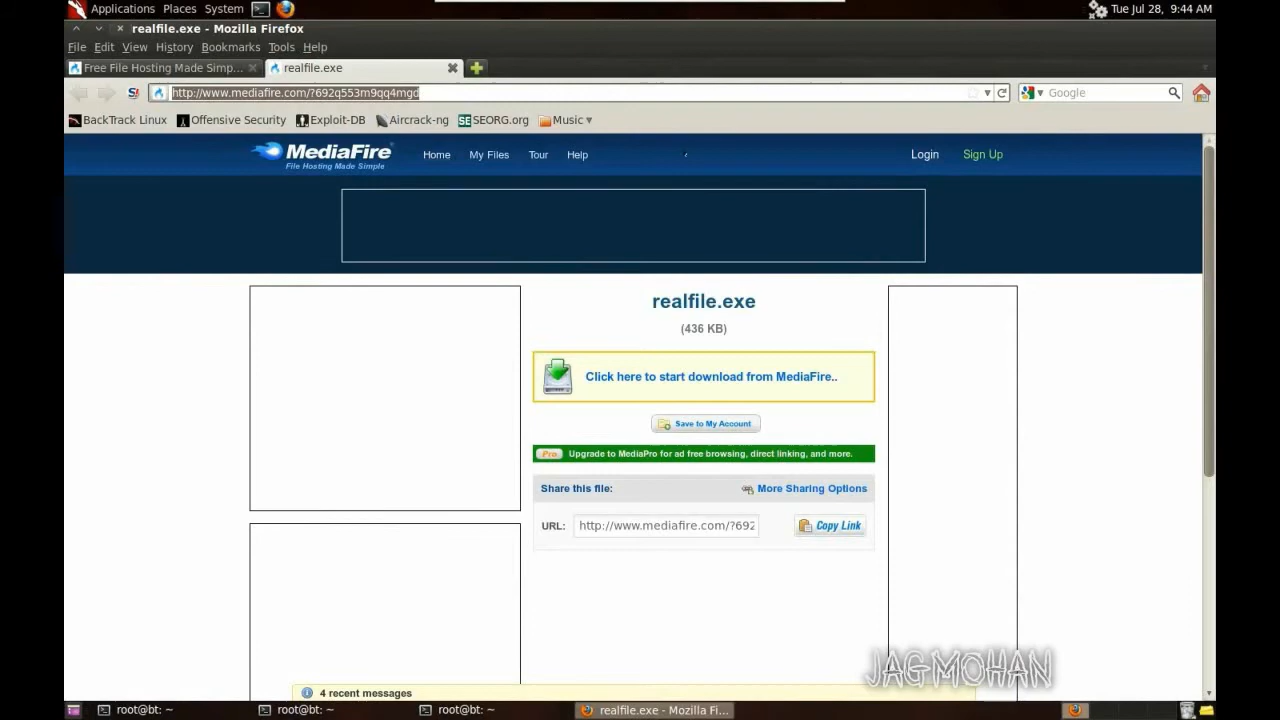 Applications Places System
Tue Jul 28, 9:44 AM
realfile.exe - Mozilla Firefox
File Edit View History Bookmarks Tools Help
Free File Hosting Made Simp...
realfile.exe
http://www.mediafire.com/?692q553m9qq4mgd
Google
BackTrack Linux
Offensive Security
Exploit-DB
Aircrack-ng
SEORG.org
Music
MediaFire
File Hosting Made Simple
Home My Files Tour Help
Login Sign Up
realfile.exe
(436 KB)
Click here to start download from MediaFire..
Save to My Account
Pro Upgrade to MediaPro for ad free browsing, direct linking, and more.
Share this file:
More Sharing Options
URL: http://www.mediafire.com/?692
Copy Link
JAGMOHAN
4 recent messages
root@bt: ~
root@bt: ~
root@bt: ~
realfile.exe - Mozilla Fi...